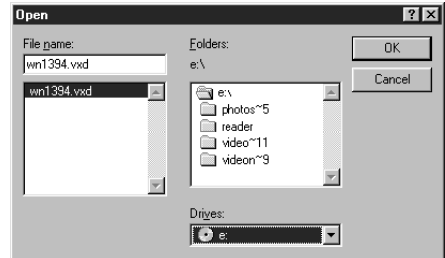 Open
File name:
wn1394.vxd
wn1394.vxd
Folders:
e:\
e:\
photos~5
reader
video~11
videon~9
Drives:
e:
OK
Cancel